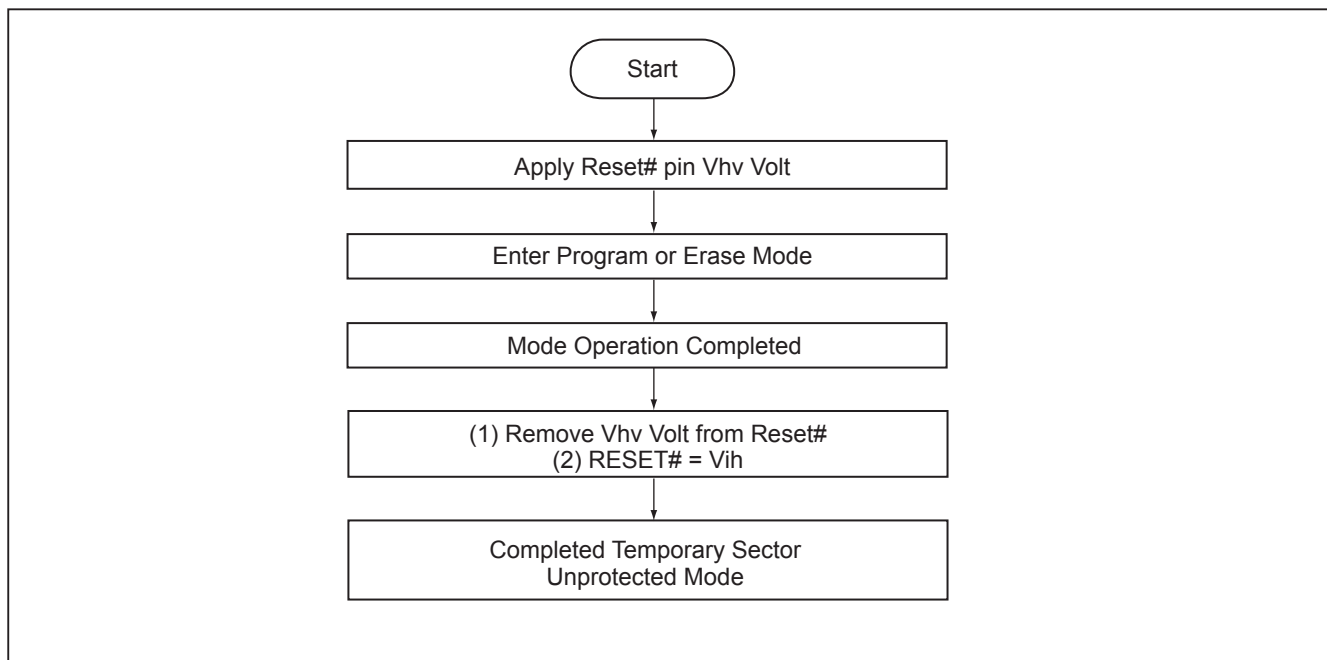 Start
Apply Reset# pin Vhv Volt
Enter Program or Erase Mode
Mode Operation Completed
(1) Remove Vhv Volt from Reset#
(2) RESET# = Vih
Completed Temporary Sector
Unprotected Mode